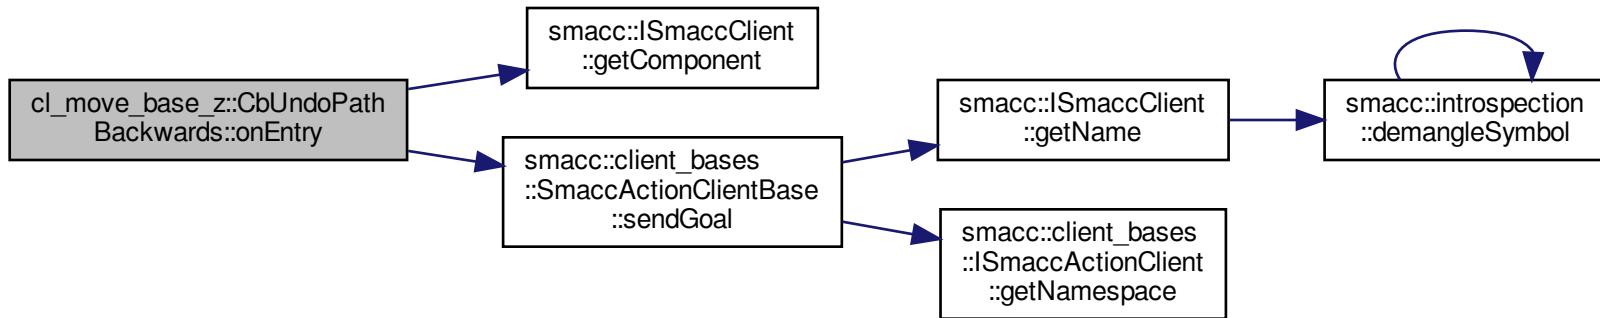 cl_move_base_z::CbUndoPath
Backwards::onEntry
smacc::ISmaccClient
::getComponent
smacc::client_bases
::SmaccActionClientBase
::sendGoal
smacc::ISmaccClient
::getName
smacc::client_bases
::ISmaccActionClient
::getNamespace
smacc::introspection
::demangleSymbol